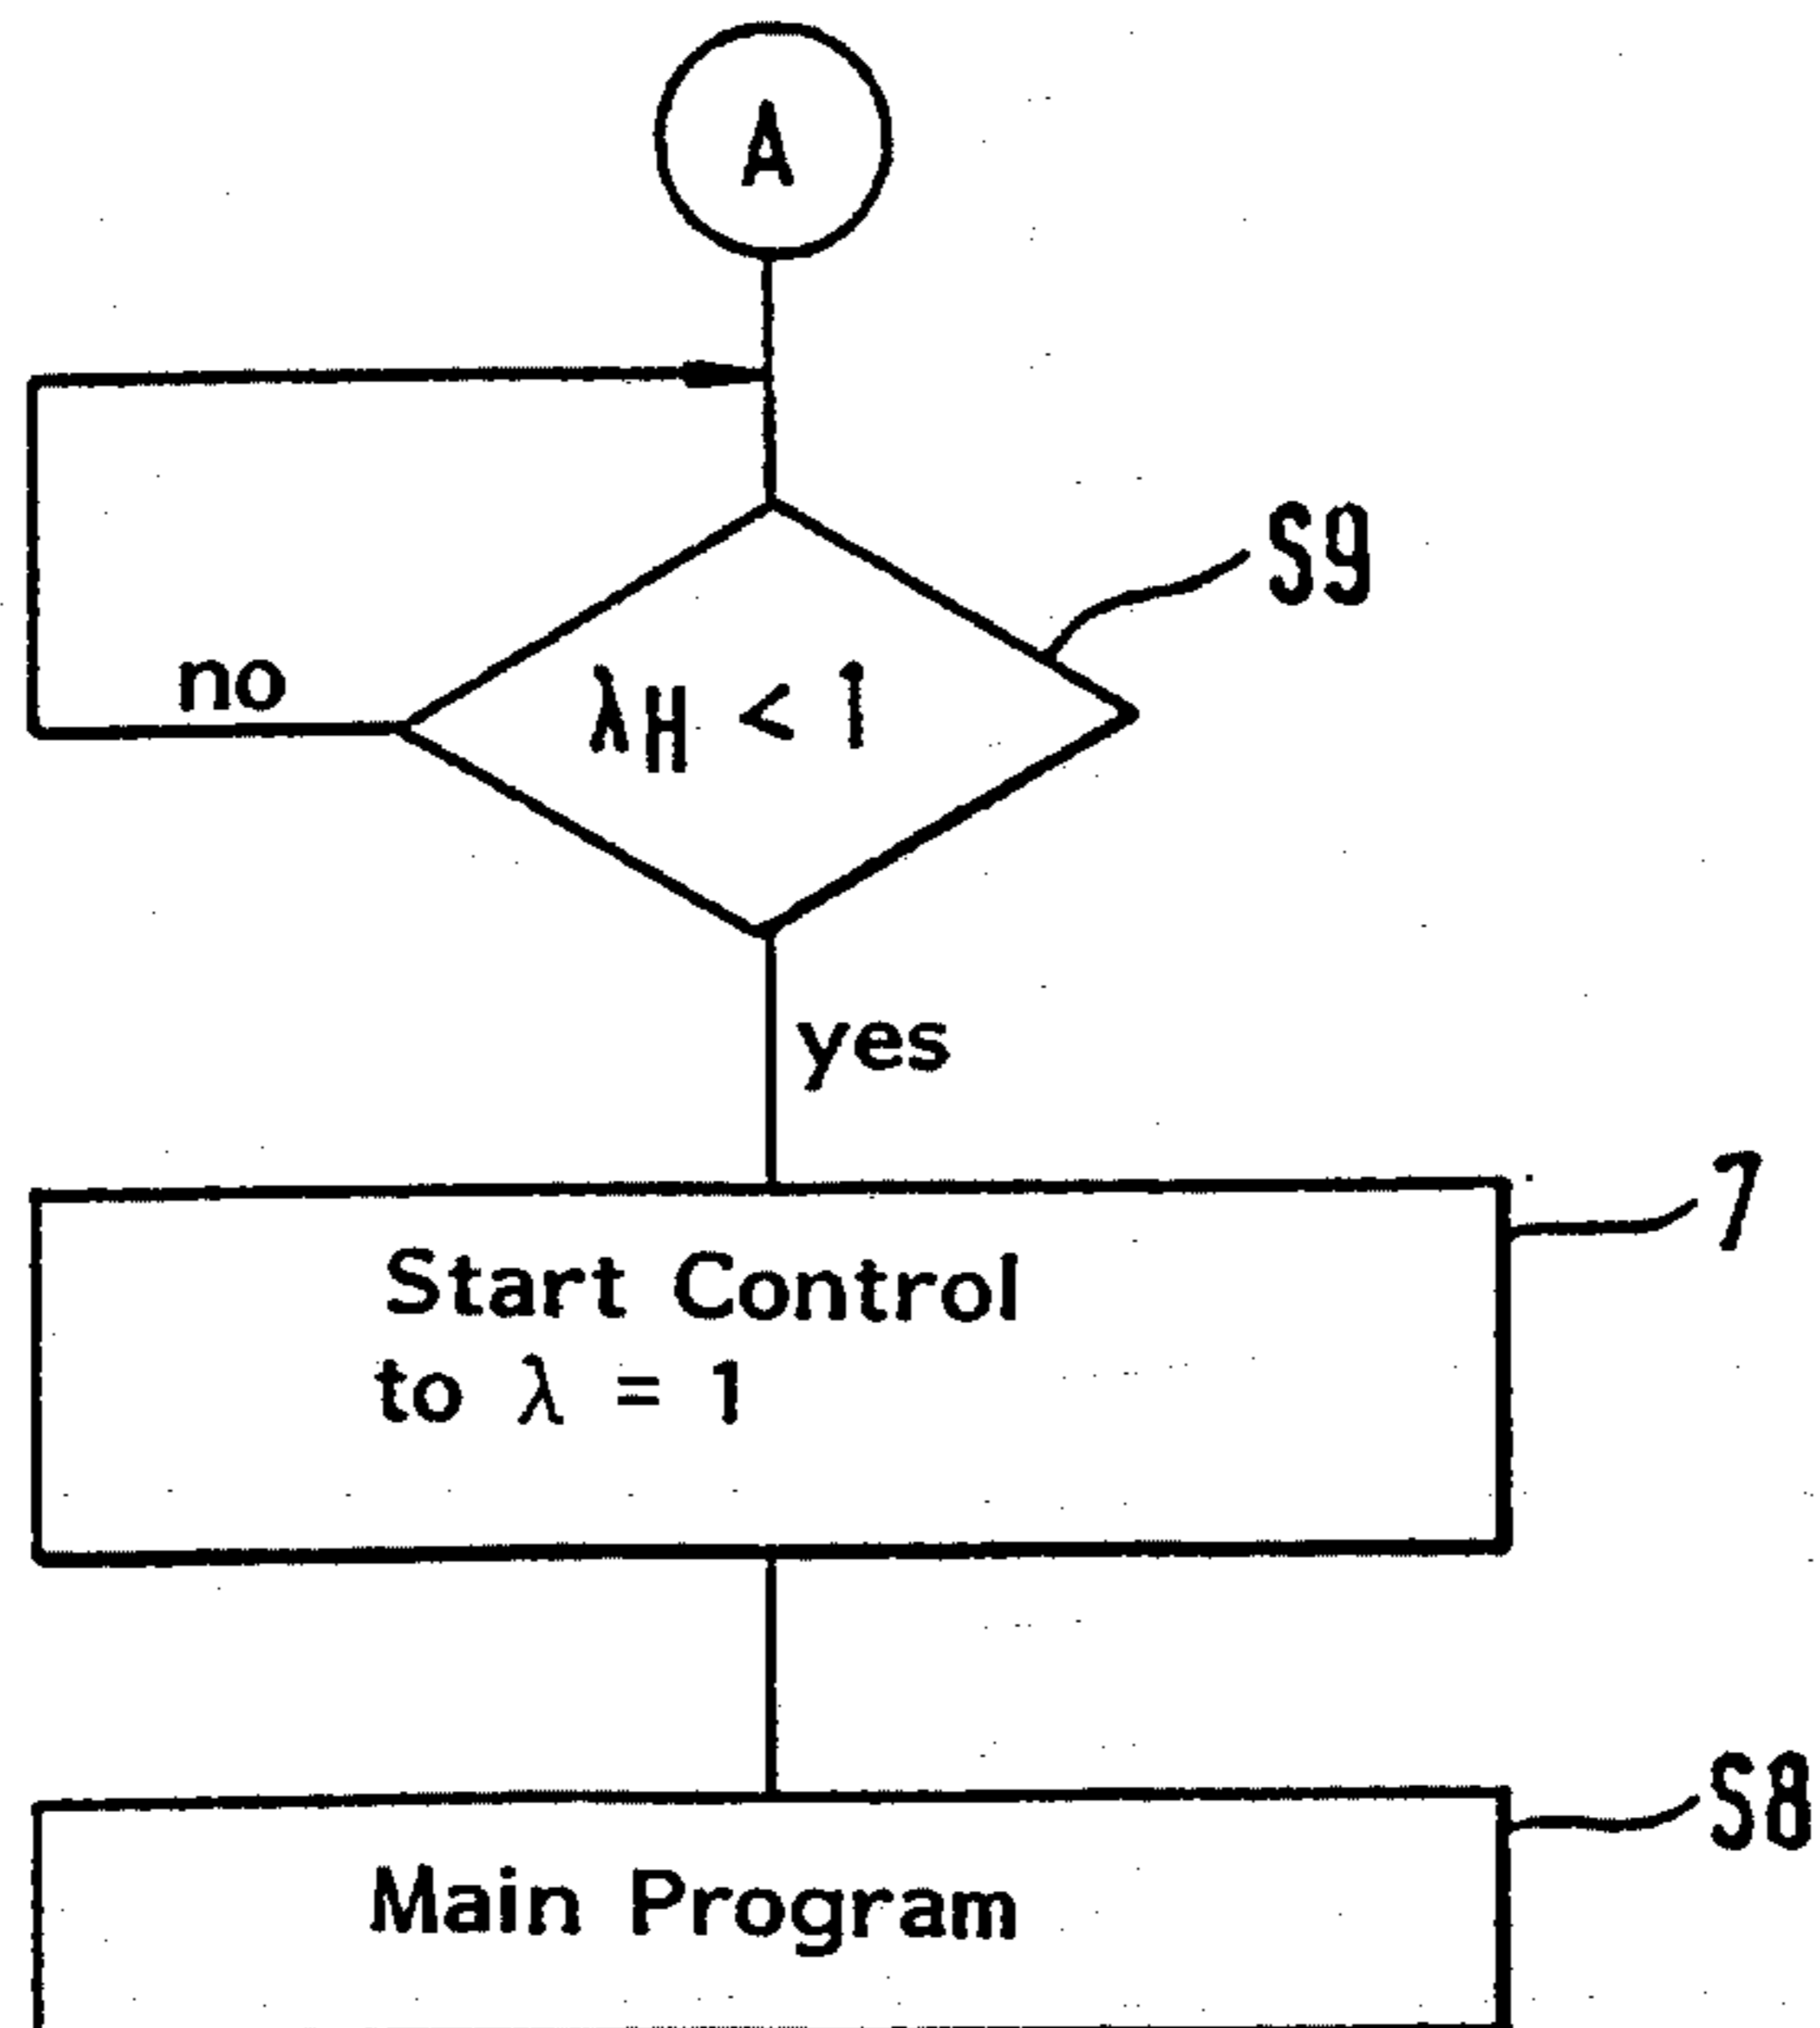 A
S9
λH < 1
no
yes
7
Start Control
to λ = 1
S8
Main Program